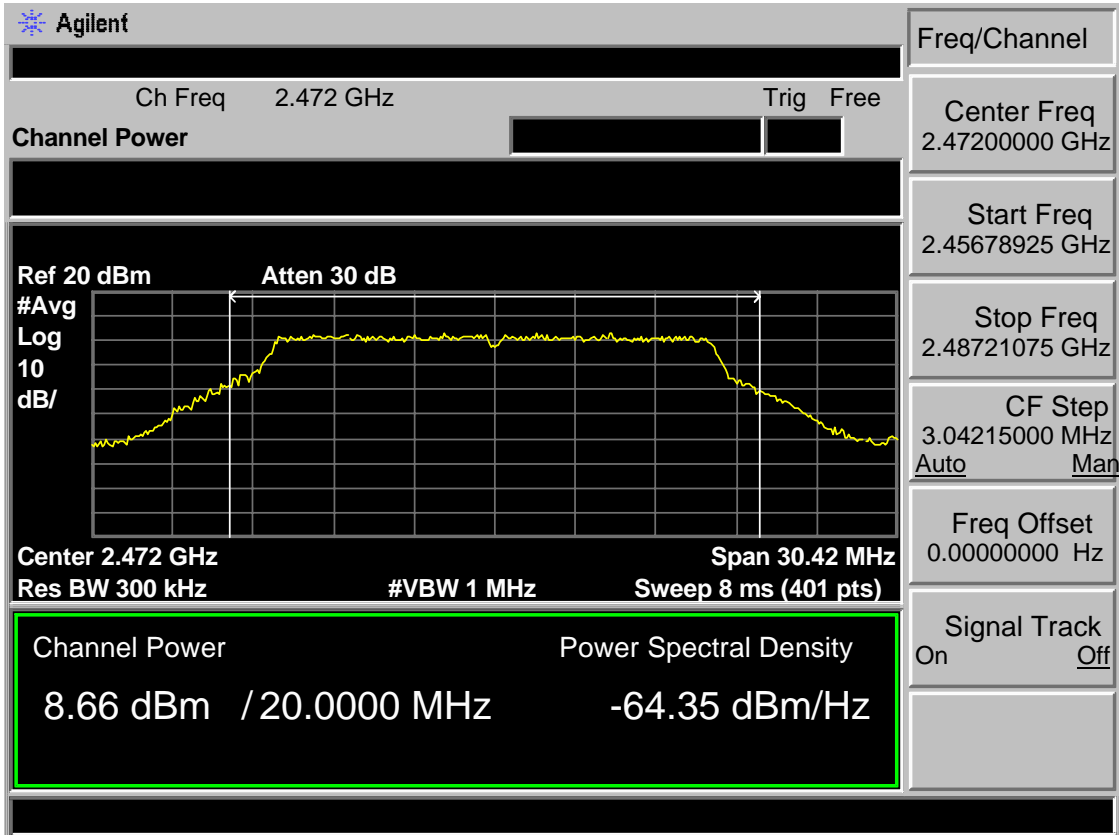 Agilent
Ch Freq 2.472 GHz Trig Free
Channel Power
Ref 20 dBm Atten 30 dB
#Avg
Log
10
dB/
Center 2.472 GHz Span 30.42 MHz
Res BW 300 kHz #VBW 1 MHz Sweep 8 ms (401 pts)
Channel Power Power Spectral Density
8.66 dBm / 20.0000 MHz -64.35 dBm/Hz
Freq/Channel
Center Freq
2.47200000 GHz
Start Freq
2.45678925 GHz
Stop Freq
2.48721075 GHz
CF Step
3.04215000 MHz
Auto Man
Freq Offset
0.00000000 Hz
Signal Track
On Off